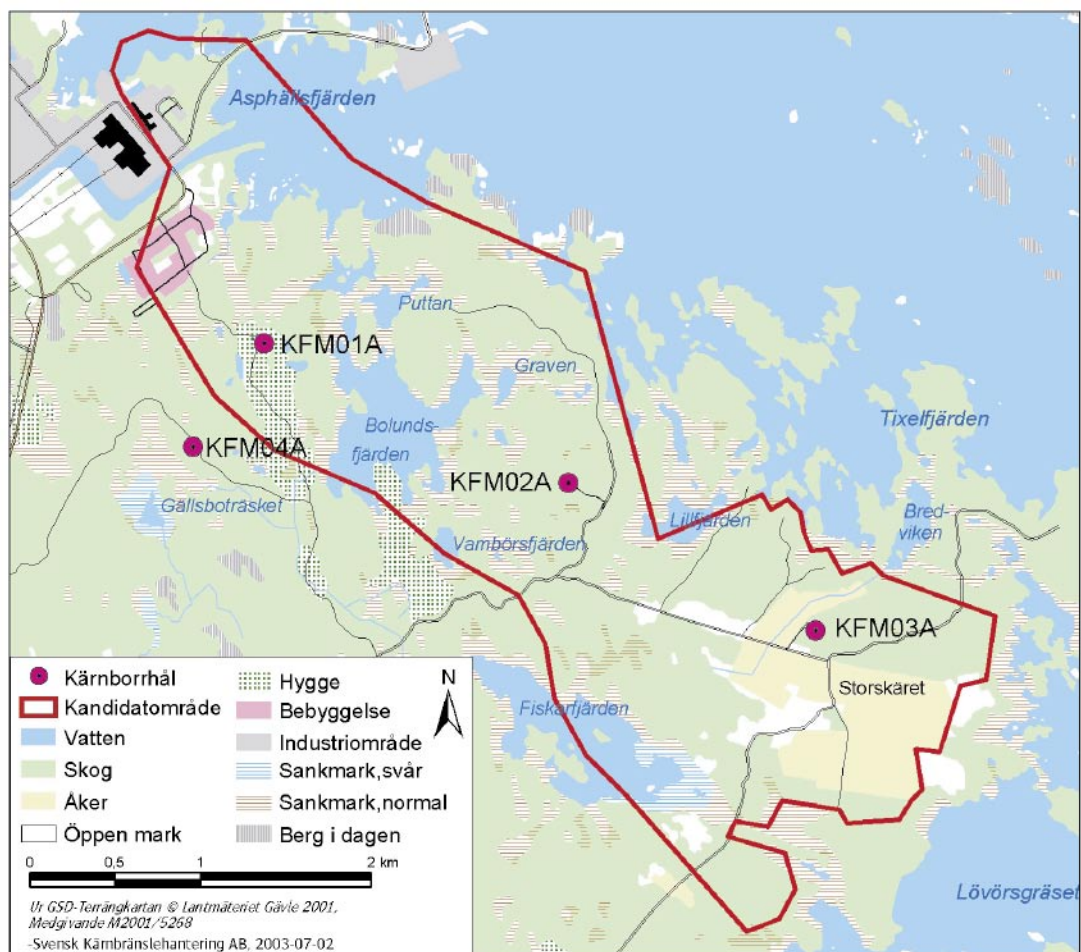 Asphällsfjärden
Puttan
KFM01A
Graven
Bolunds-
fjärden
Tixelfjärden
KFM04A
KFM02A
Gällsboträsket
Lillfjärden
Bred-
viken
Vambörsfjärden
KFM03A
Storskäret
Fiskarfjärden
Lövörsgräset
Kärnborrhål
Kandidatområde
Vatten
Skog
Åker
Öppen mark
Hygge
Bebyggelse
Industriområde
Sankmark,svår
Sankmark,normal
Berg i dagen
N
0 0,5 1 2 km
Ur GSD-Terrängkartan © Lantmäteriet Gävle 2001,
Medgivande M2001/5268
-Svensk Kärnbränslehantering AB, 2003-07-02